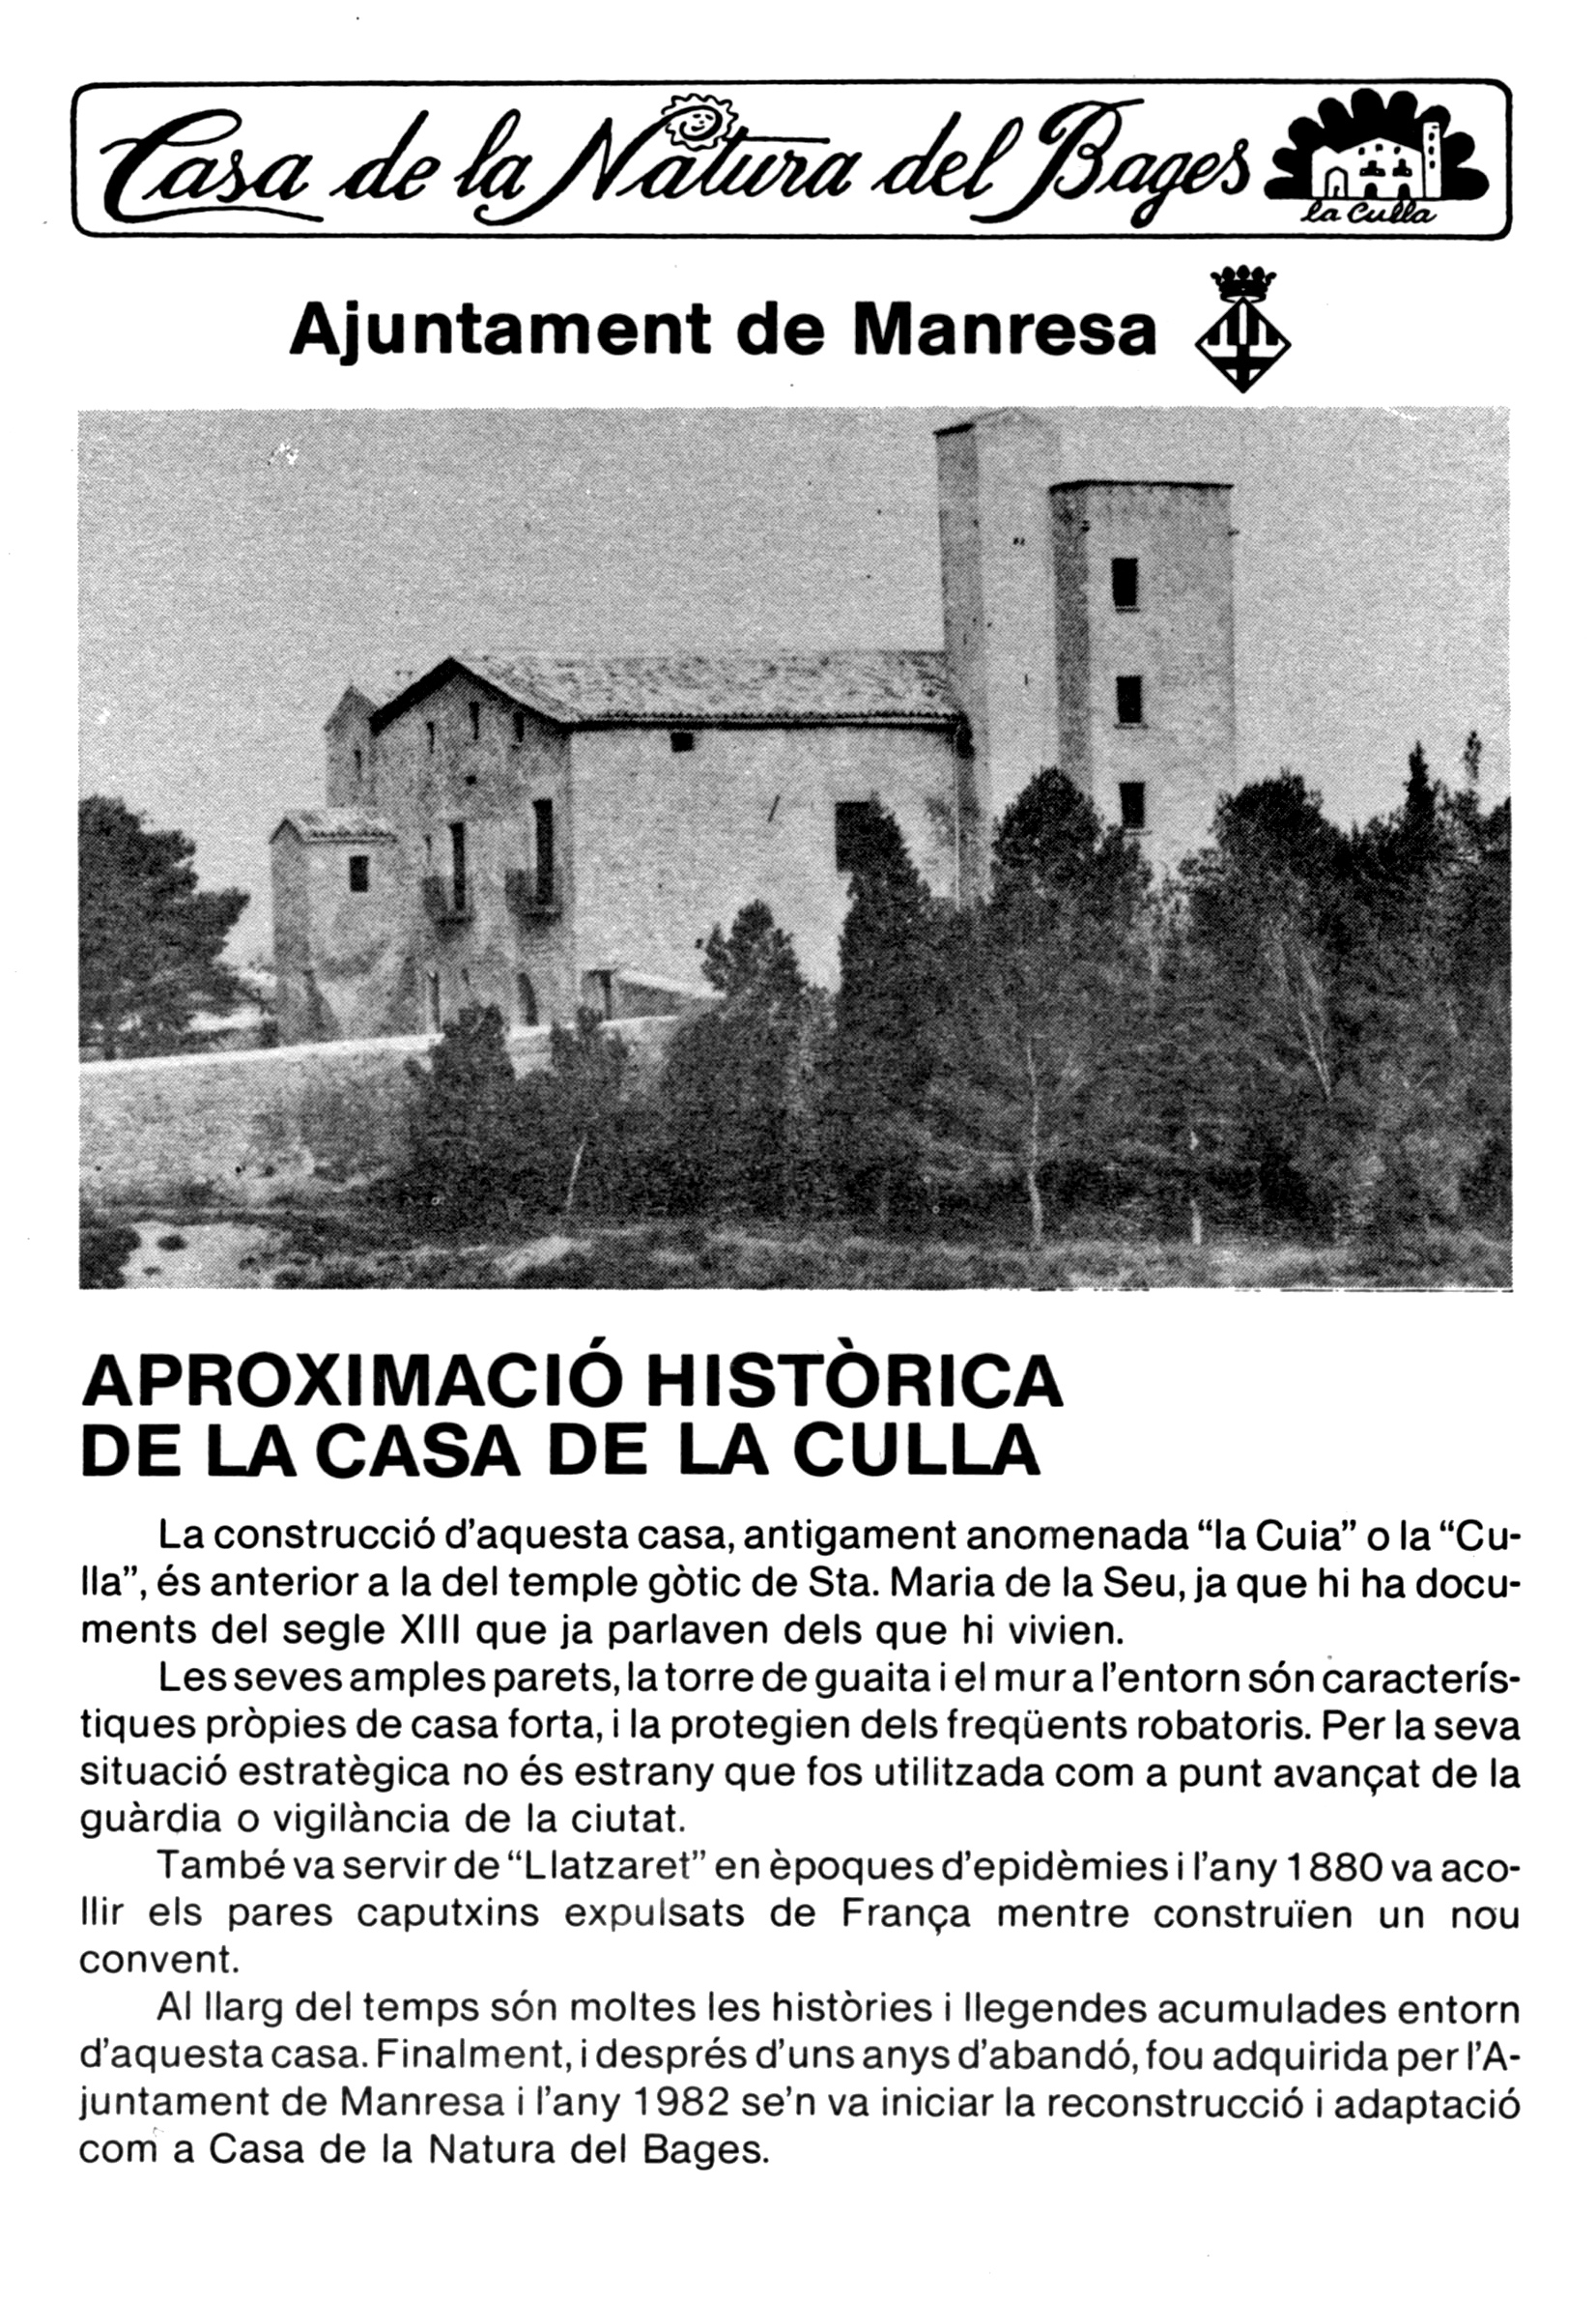 Casa de la Natura del Bages
la Culla
Ajuntament de Manresa
APROXIMACIÓ HISTÒRICA
DE LA CASA DE LA CULLA
La construcció d'aquesta casa, antigament anomenada “la Cuia” o la “Cu-
lla”, és anterior a la del temple gòtic de Sta. Maria de la Seu, ja que hi ha docu-
ments del segle XIII que ja parlaven dels que hi vivien.
Les seves amples parets, la torre de guaita i el mur a l'entorn són caracterís-
tiques pròpies de casa forta, i la protegien dels freqüents robatoris. Per la seva
situació estratègica no és estrany que fos utilitzada com a punt avançat de la
guàrdia o vigilància de la ciutat.
També va servir de “Llatzaret” en èpoques d'epidèmies i l'any 1880 va aco-
llir els pares caputxins expulsats de França mentre construïen un nou
convent.
Al llarg del temps són moltes les històries i llegendes acumulades entorn
d'aquesta casa. Finalment, i després d'uns anys d'abandó, fou adquirida per l'A-
juntament de Manresa i l'any 1982 se'n va iniciar la reconstrucció i adaptació
com a Casa de la Natura del Bages.